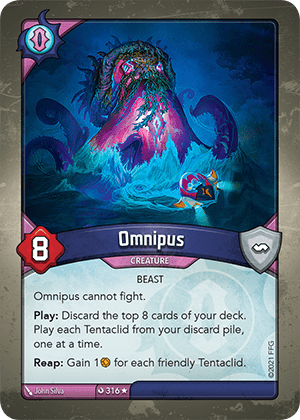 8
Omnipus
CREATURE
BEAST
Omnipus cannot fight.
Play: Discard the top 8 cards of your deck.
Play each Tentaclid from your discard pile,
one at a time.
Reap: Gain 1 for each friendly Tentaclid.
©2021 FFG
John Silva
316